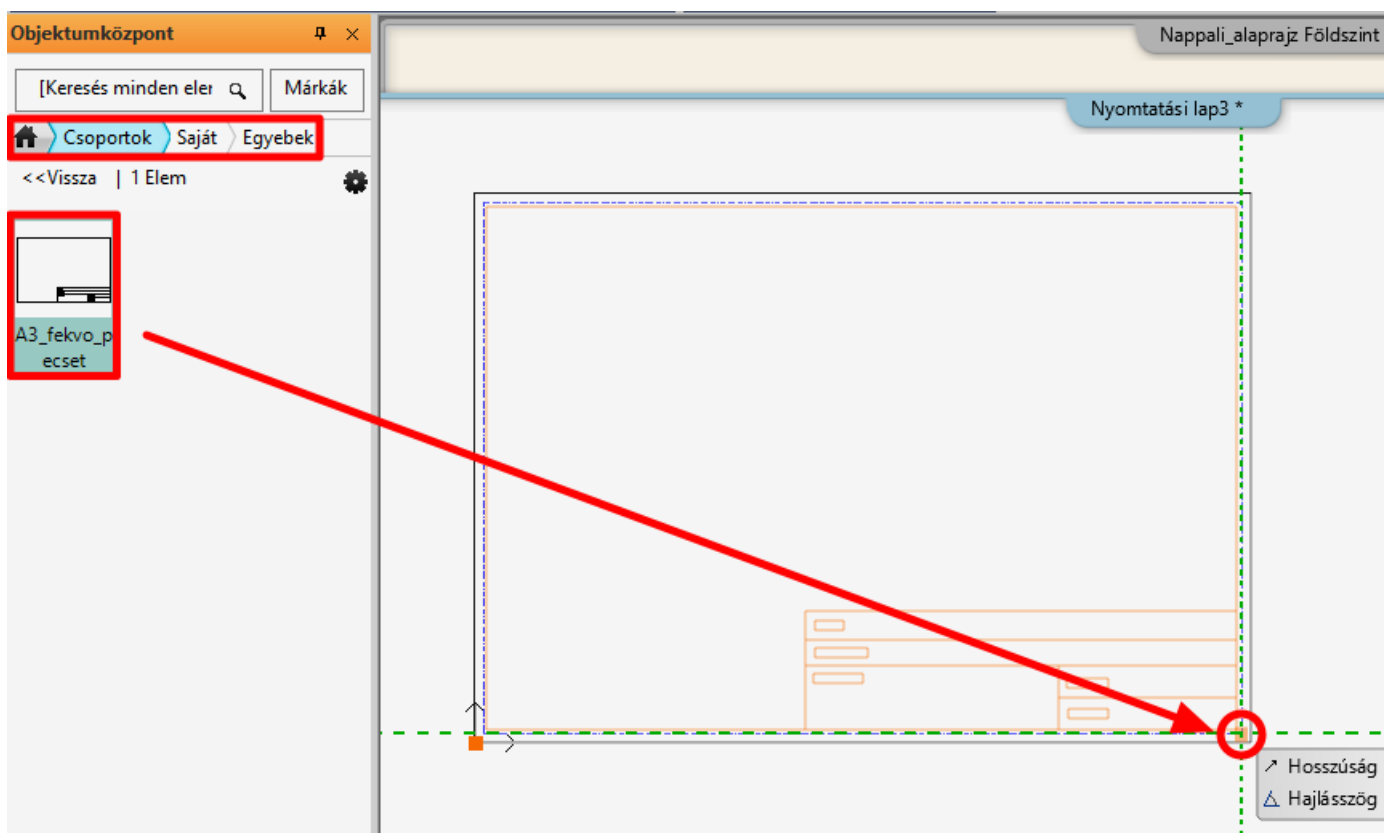 Objektumközpont
[Keresés minden eler
Márkák
Csoportok Saját Egyebek
<<Vissza | 1 Elem
A3_fekvo_p
ecset
Nappali_alaprajz Földszint
Nyomtatási lap3 *
Hosszúság
Hajlásszög